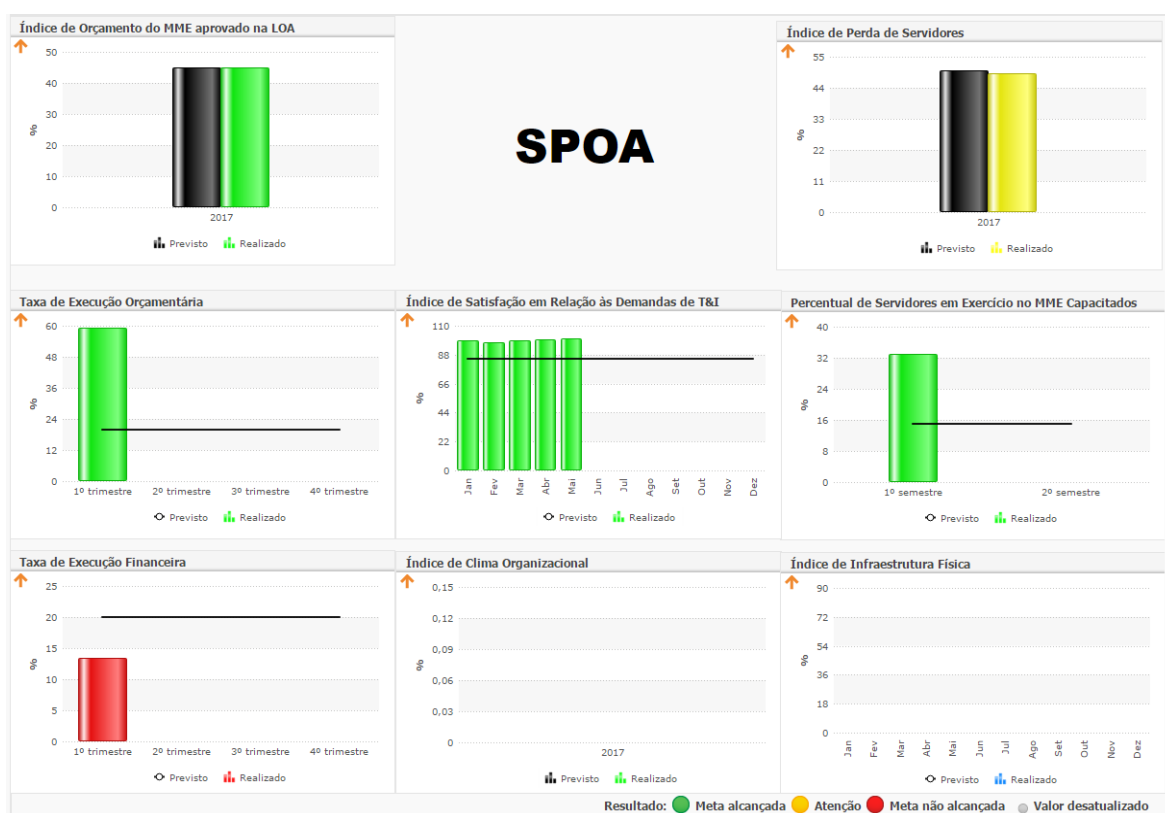 Índice de Orçamento do MME aprovado na LOA
50
40
30
20
10
0
%
2017
Previsto Realizado
SPOA
Índice de Perda de Servidores
55
44
33
22
11
0
%
2017
Previsto Realizado
Taxa de Execução Orçamentária
60
48
36
24
12
0
%
1º trimestre 2º trimestre 3º trimestre 4º trimestre
Previsto Realizado
Índice de Satisfação em Relação às Demandas de T&I
110
88
66
44
22
0
%
Jan Fev Mar Abr Mai Jun Jul Ago Set Out Nov Dez
Previsto Realizado
Percentual de Servidores em Exercício no MME Capacitados
40
32
24
16
8
0
%
1º semestre 2º semestre
Previsto Realizado
Taxa de Execução Financeira
25
20
15
10
5
0
%
1º trimestre 2º trimestre 3º trimestre 4º trimestre
Previsto Realizado
Índice de Clima Organizacional
0,15
0,12
0,09
0,06
0,03
0
%
2017
Previsto Realizado
Índice de Infraestrutura Física
90
72
54
36
18
0
%
Jan Fev Mar Abr Mai Jun Jul Ago Set Out Nov Dez
Previsto Realizado
Resultado: Meta alcançada Atenção Meta não alcançada Valor desatualizado